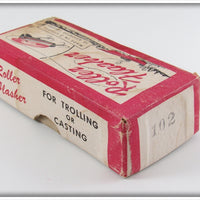 Roller
Flasher
Roller
Flasher
FOR TROLLING
OR
CASTING
102